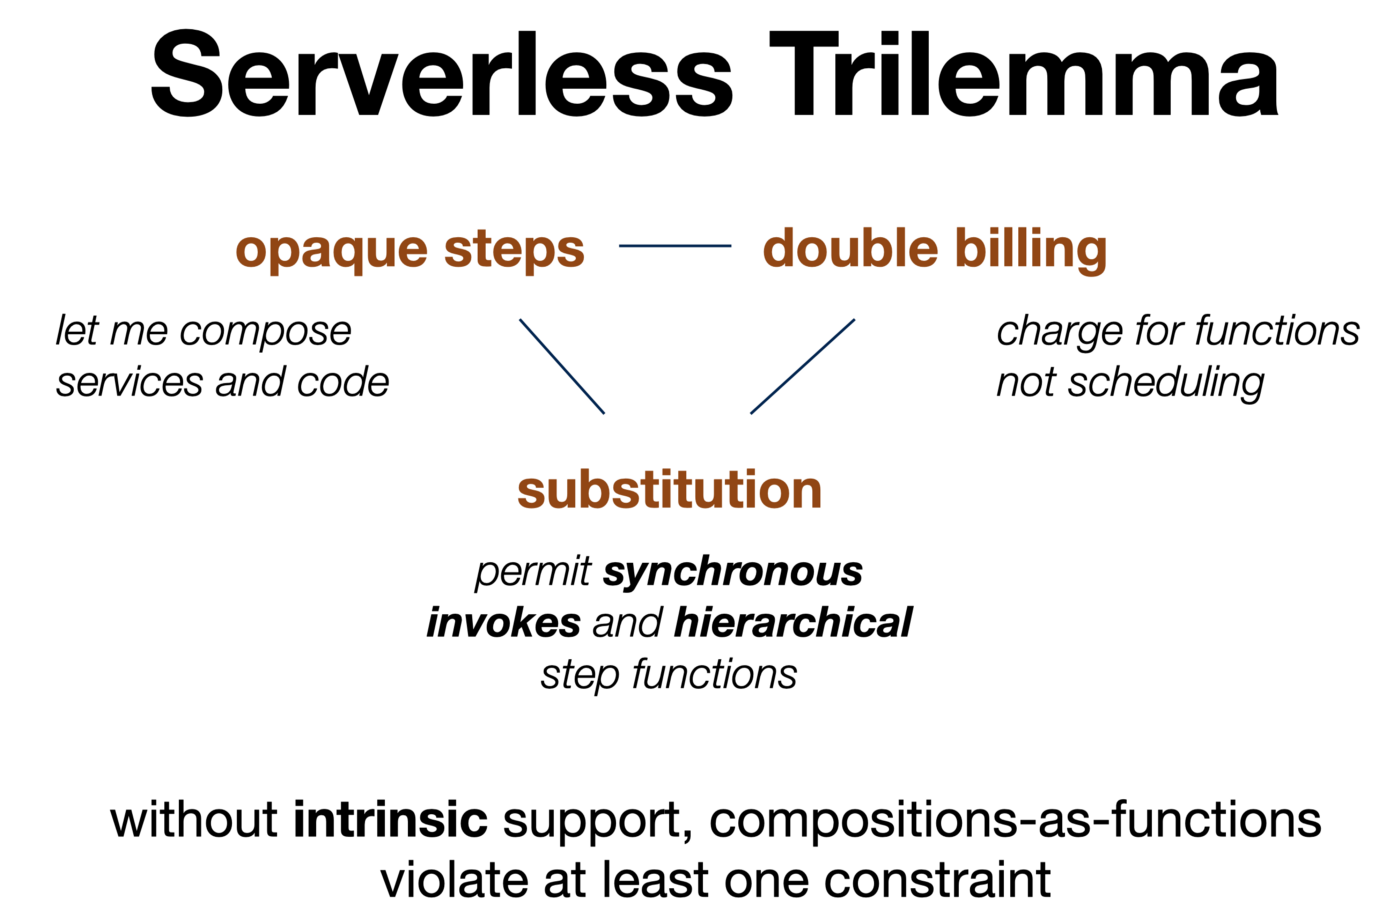 Serverless Trilemma
opaque steps
double billing
let me compose
services and code
charge for functions
not scheduling
substitution
permit synchronous
invokes and hierarchical
step functions
without intrinsic support, compositions-as-functions
violate at least one constraint